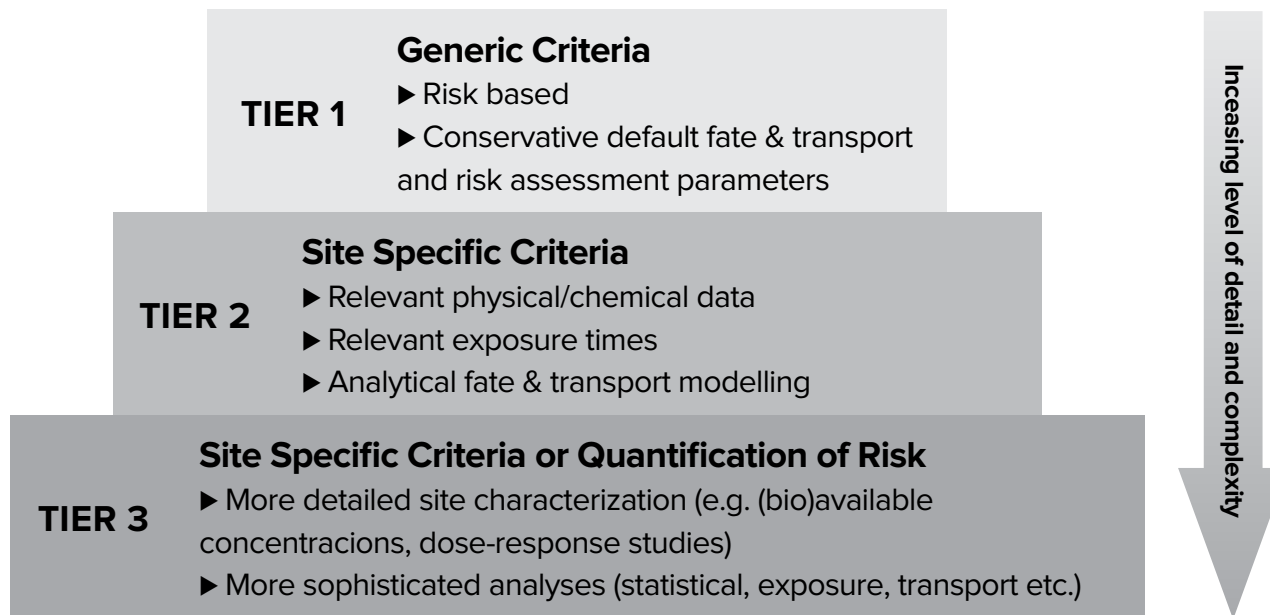 Generic Criteria
TIER 1
▶ Risk based
▶ Conservative default fate & transport
and risk assessment parameters
Site Specific Criteria
TIER 2
▶ Relevant physical/chemical data
▶ Relevant exposure times
▶ Analytical fate & transport modelling
Site Specific Criteria or Quantification of Risk
TIER 3
▶ More detailed site characterization (e.g. (bio)available
concentracions, dose-response studies)
▶ More sophisticated analyses (statistical, exposure, transport etc.)
Inceasing level of detail and complexity